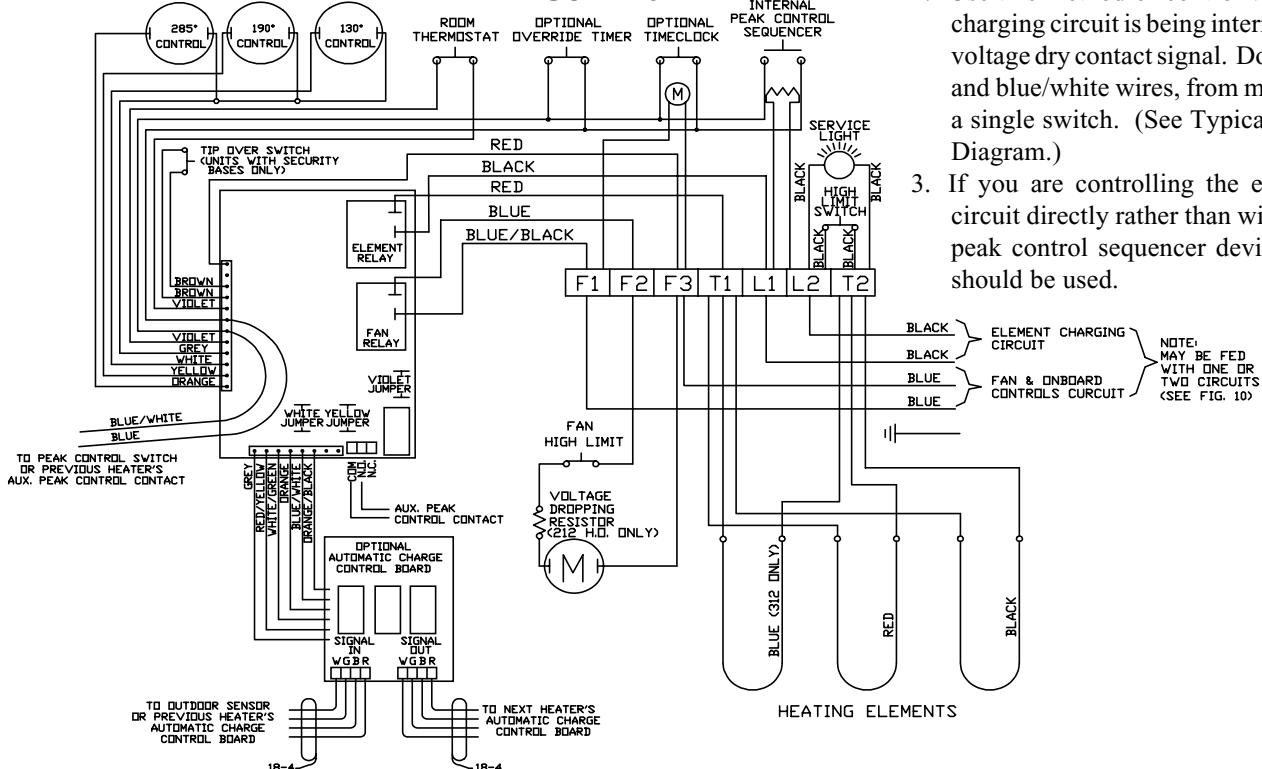 285°
CONTROL
190°
CONTROL
130°
CONTROL
ROOM
THERMOSTAT
OPTIONAL
OVERRIDE TIMER
OPTIONAL
TIMECLOCK
INTERNAL
PEAK CONTROL
SEQUENCER
M
SERVICE
LIGHT
BLACK
BLACK
HIGH
LIMIT
SWITCH
BLACK
BLACK
TIP OVER SWITCH
(UNITS WITH SECURITY
BASES ONLY)
RED
BLACK
RED
BLUE
BLUE/BLACK
ELEMENT
RELAY
FAN
RELAY
F1 F2 F3 T1 L1 L2 T2
BROWN
BROWN
VIOLET
VIOLET
GREY
WHITE
YELLOW
ORANGE
VIOLET
JUMPER
WHITE YELLOW
JUMPER JUMPER
BLUE/WHITE
BLUE
TO PEAK CONTROL SWITCH
OR PREVIOUS HEATER'S
AUX. PEAK CONTROL CONTACT
GREY
RED/YELLOW
WHITE/GREEN
ORANGE
BLUE/WHITE
ORANGE/BLACK
COM
N.O.
N.C.
AUX. PEAK
CONTROL CONTACT
OPTIONAL
AUTOMATIC CHARGE
CONTROL BOARD
SIGNAL
IN
WGBR
SIGNAL
OUT
WGBR
TO OUTDOOR SENSOR
OR PREVIOUS HEATER'S
AUTOMATIC CHARGE
CONTROL BOARD
TO NEXT HEATER'S
AUTOMATIC CHARGE
CONTROL BOARD
18-4
18-4
FAN
HIGH LIMIT
VOLTAGE
DROPPING
RESISTOR
(212 H.O. ONLY)
M
BLACK
BLACK
BLUE
BLUE
ELEMENT CHARGING
CIRCUIT
FAN & ONBOARD
CONTROLS CURCUIT
NOTE:
MAY BE FED
WITH ONE OR
TWO CIRCUITS
(SEE FIG. 10)
BLUE (312 ONLY)
RED
BLACK
HEATING ELEMENTS
charging circuit is being inter
voltage dry contact signal. Do
and blue/white wires, from m
a single switch. (See Typica
Diagram.)
3. If you are controlling the e
circuit directly rather than wi
peak control sequencer devi
should be used.